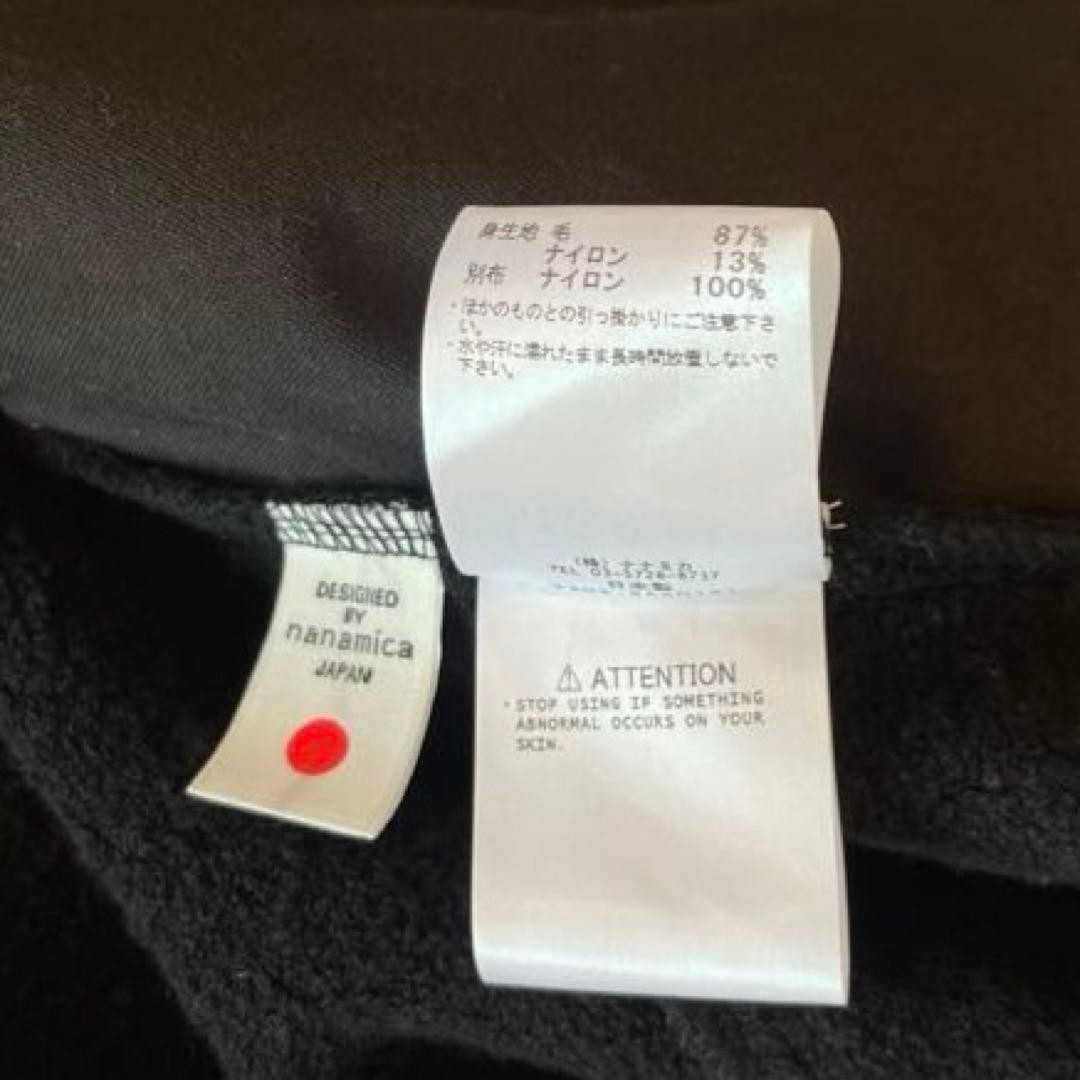 身生地 毛 87%
ナイロン 13%
別布 ナイロン 100%
・ほかのものとの引っ掛かりにご注意下さ
い。
・水や汗に濡れたまま長時間放置しないで
下さい。
DESIGNED
BY
nanamica
JAPAN
⚠ ATTENTION
・STOP USING IF SOMETHING
ABNORMAL OCCURS ON YOUR
SKIN.